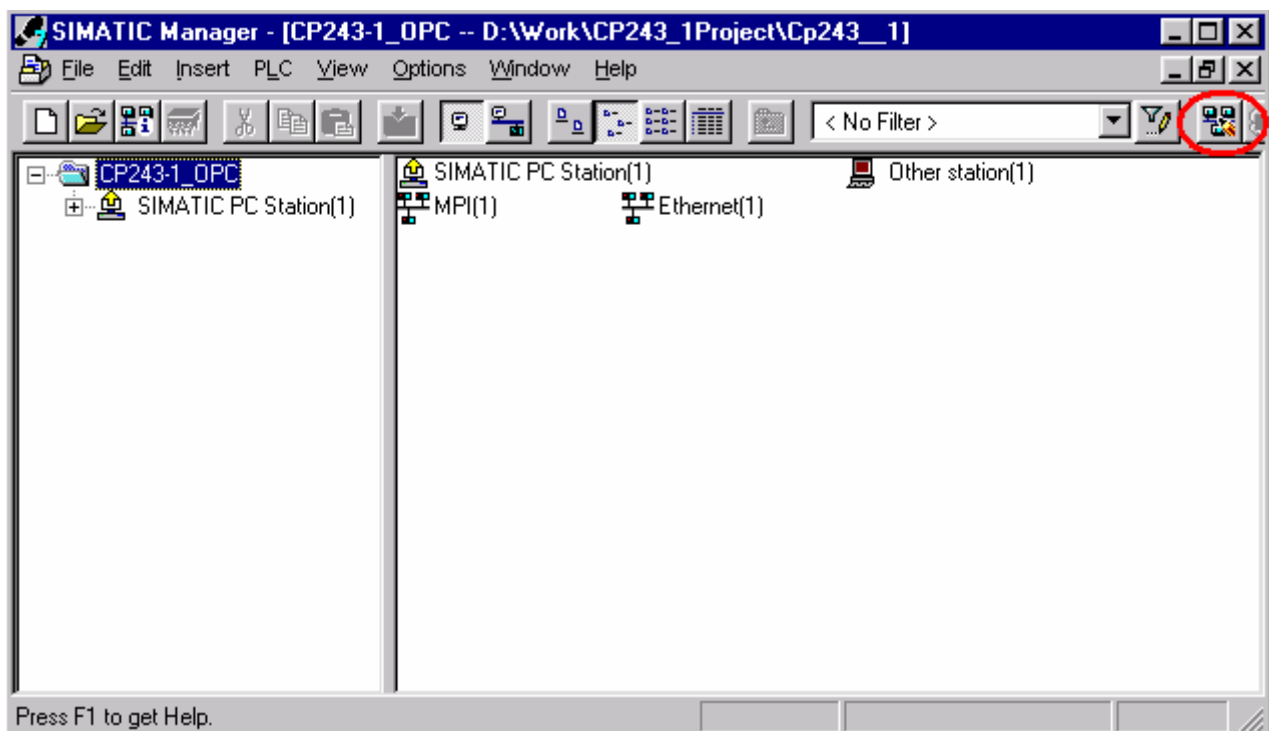 SIMATIC Manager - [CP243-1_OPC -- D:\Work\CP243_1Project\Cp243__1]
File Edit Insert PLC View Options Window Help
< No Filter >
CP243-1_OPC
SIMATIC PC Station(1)
SIMATIC PC Station(1) Other station(1)
MPI(1) Ethernet(1)
Press F1 to get Help.